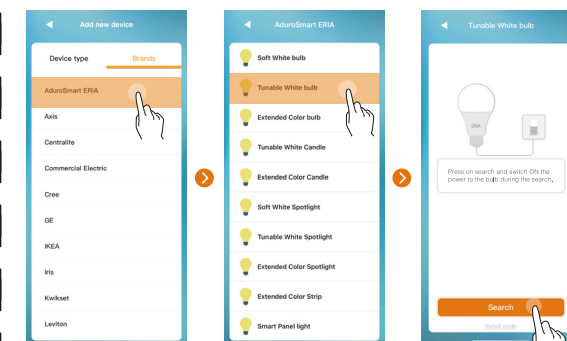 Add new device
Device type
Brands
AduroSmart ERIA
Axis
Centralite
Commercial Electric
Cree
GE
IKEA
Iris
Kwikset
Leviton
AduroSmart ERIA
Soft White bulb
Tunable White bulb
Extended Color bulb
Tunable White Candle
Extended Color Candle
Soft White Spotlight
Tunable White Spotlight
Extended Color Spotlight
Extended Color Strip
Smart Panel light
Tunable White bulb
ERIA
Press on search and switch ON the
power to the bulb during the search.
Search
Install code